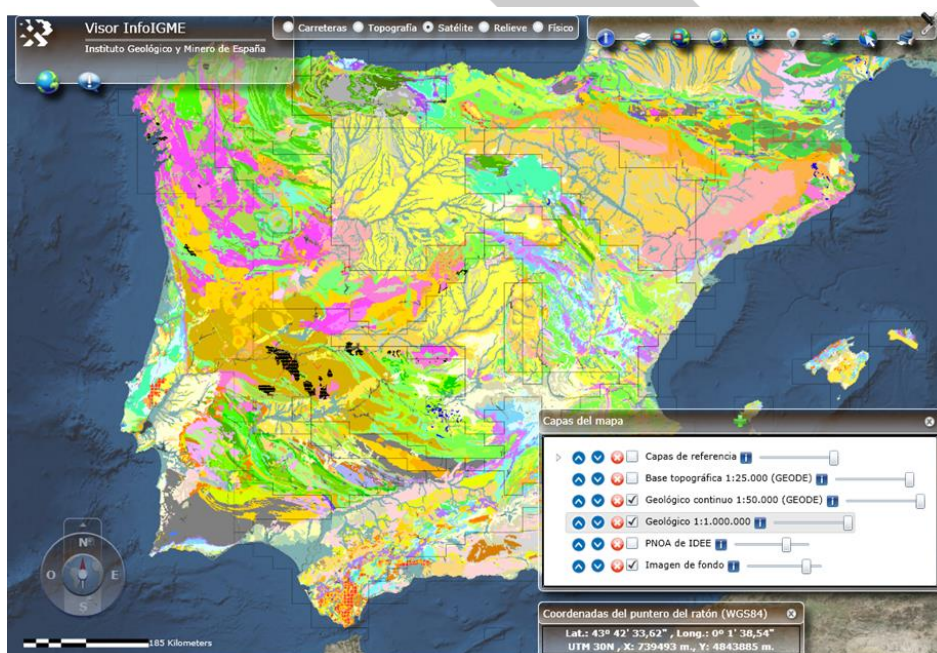 Visor InfoIGME
Instituto Geológico y Minero de España
Carreteras Topografía Satélite Relieve Físico
Capas del mapa
Capas de referencia
Base topográfica 1:25.000 (GEODE)
Geológico continuo 1:50.000 (GEODE)
Geológico 1:1.000.000
PNOA de IDEE
Imagen de fondo
N
O E
S
185 Kilometers
Coordenadas del puntero del ratón (WGS84)
Lat.: 43º 42' 33,62" , Long.: 0º 1' 38,54"
UTM 30N , X: 739493 m., Y: 4843885 m.